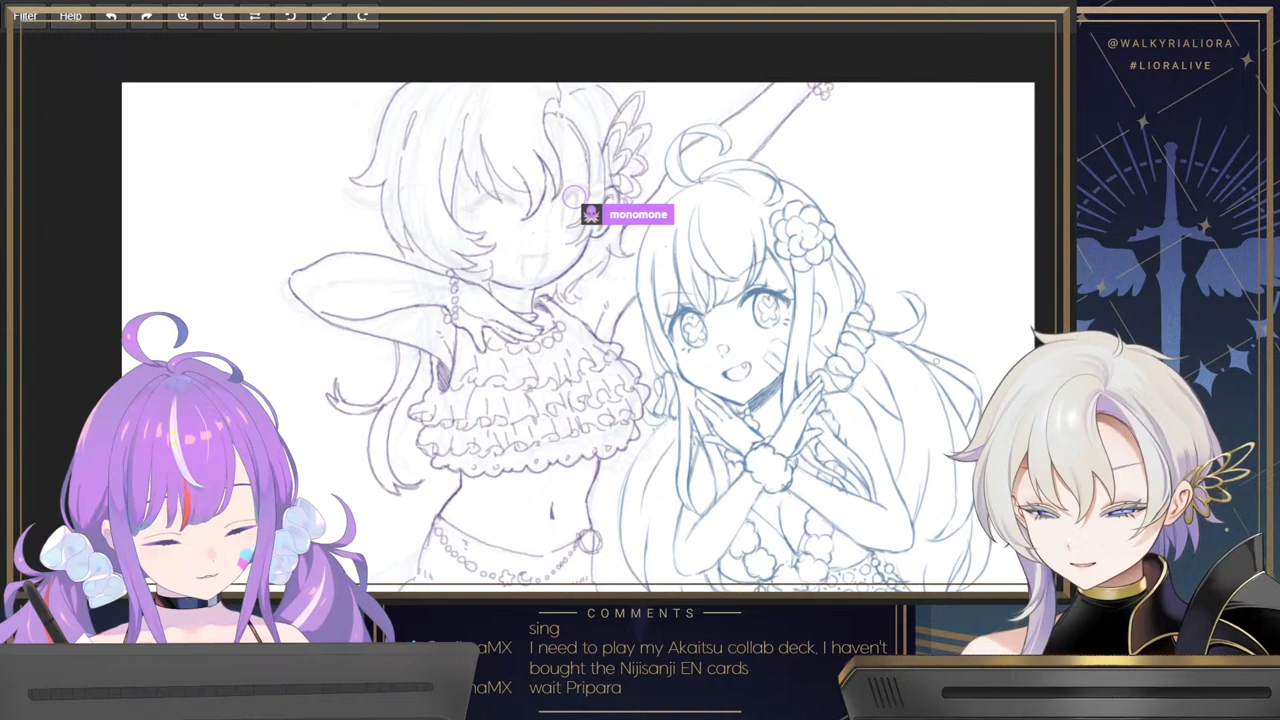 Filter Help
@WALKYRIALIORA
#LIORALIVE
monomone
COMMENTS
sing
I need to play my Akaitsu collab deck, I haven't
bought the Nijisanji EN cards
wait Pripara